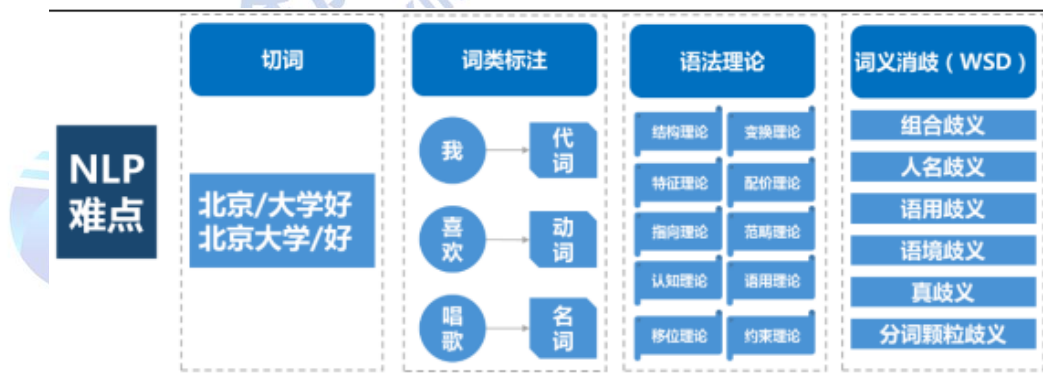 NLP
难点
切词
北京/大学好
北京大学/好
词类标注
我
代词
喜欢
动词
唱歌
名词
语法理论
结构理论
变换理论
特征理论
配价理论
指向理论
范畴理论
认知理论
语用理论
移位理论
约束理论
词义消歧（WSD）
组合歧义
人名歧义
语用歧义
语境歧义
真歧义
分词颗粒歧义